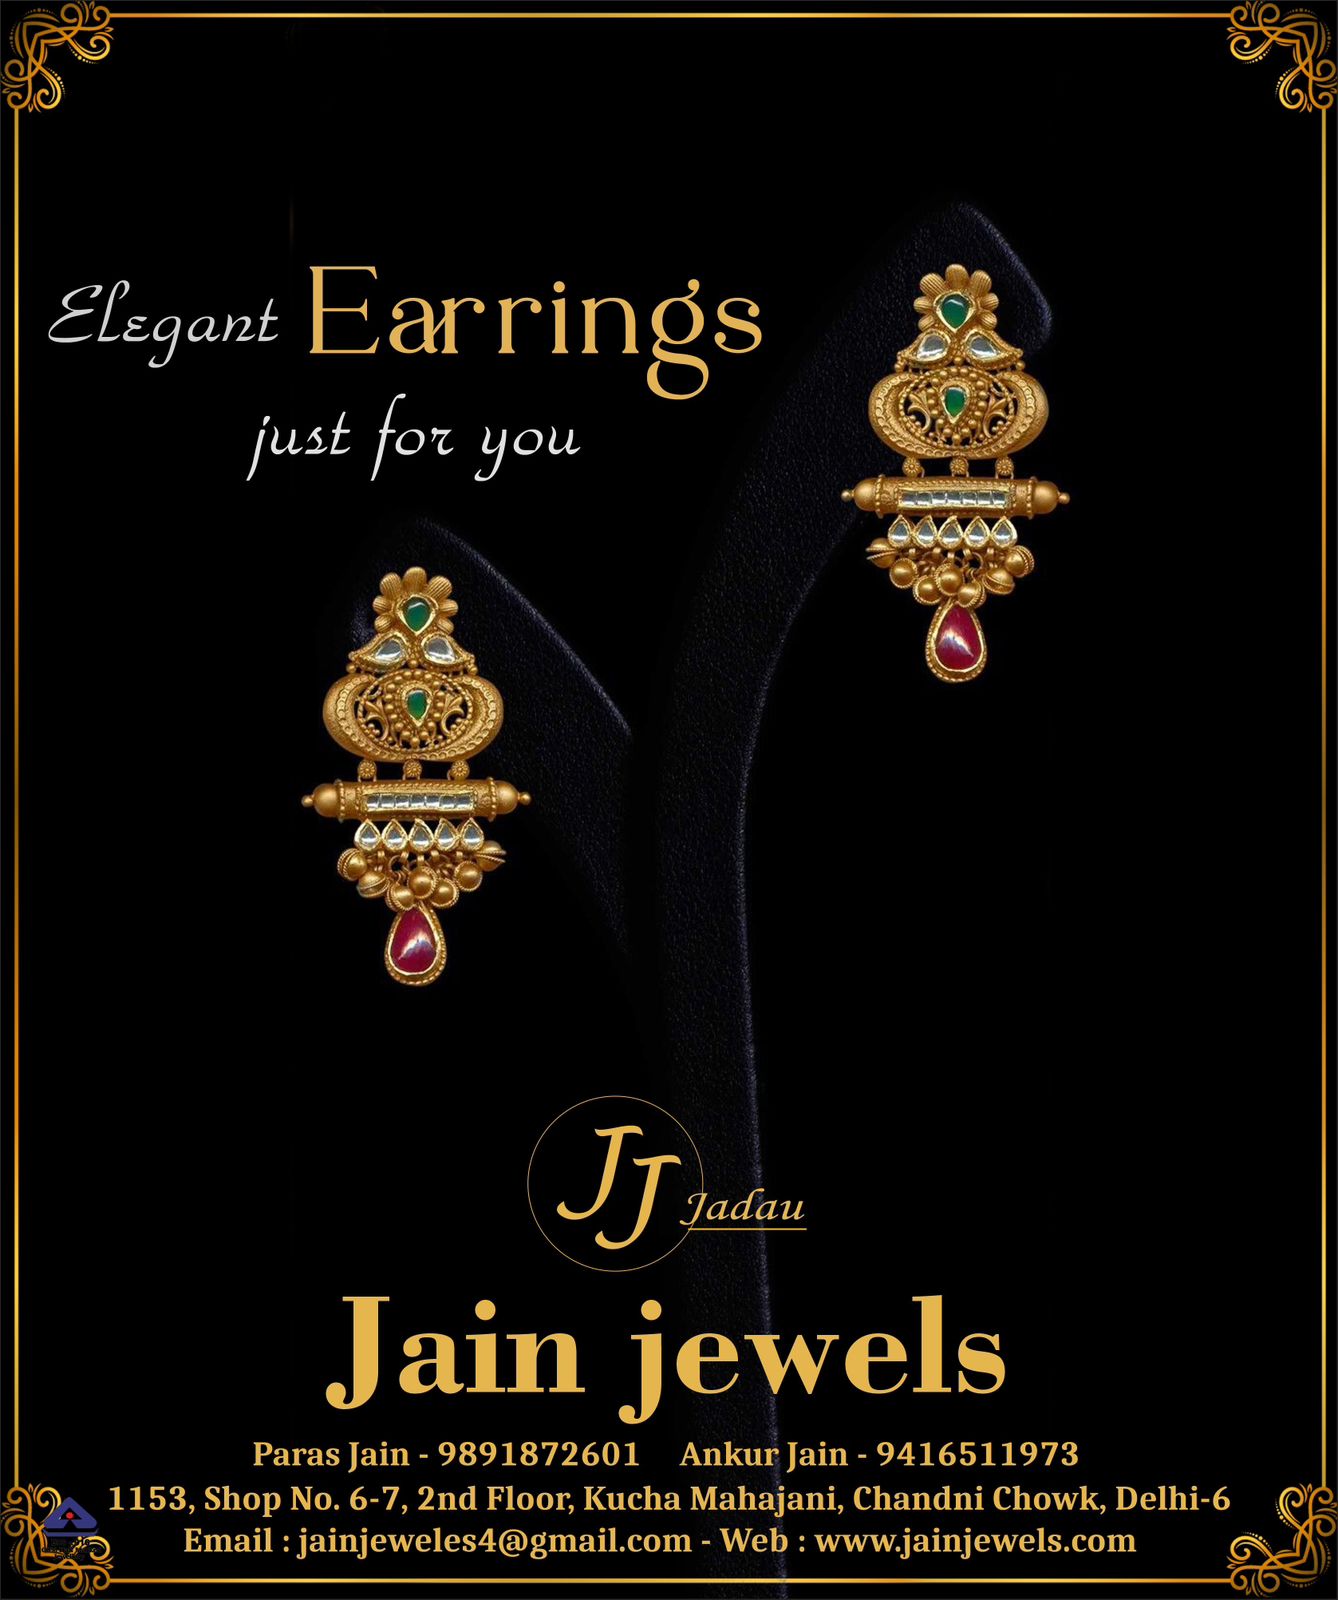 Elegant Earrings
just for you
JJ Jadau
Jain jewels
Paras Jain - 9891872601 Ankur Jain - 9416511973
1153, Shop No. 6-7, 2nd Floor, Kucha Mahajani, Chandni Chowk, Delhi-6
Email : jainjeweles4@gmail.com - Web : www.jainjewels.com